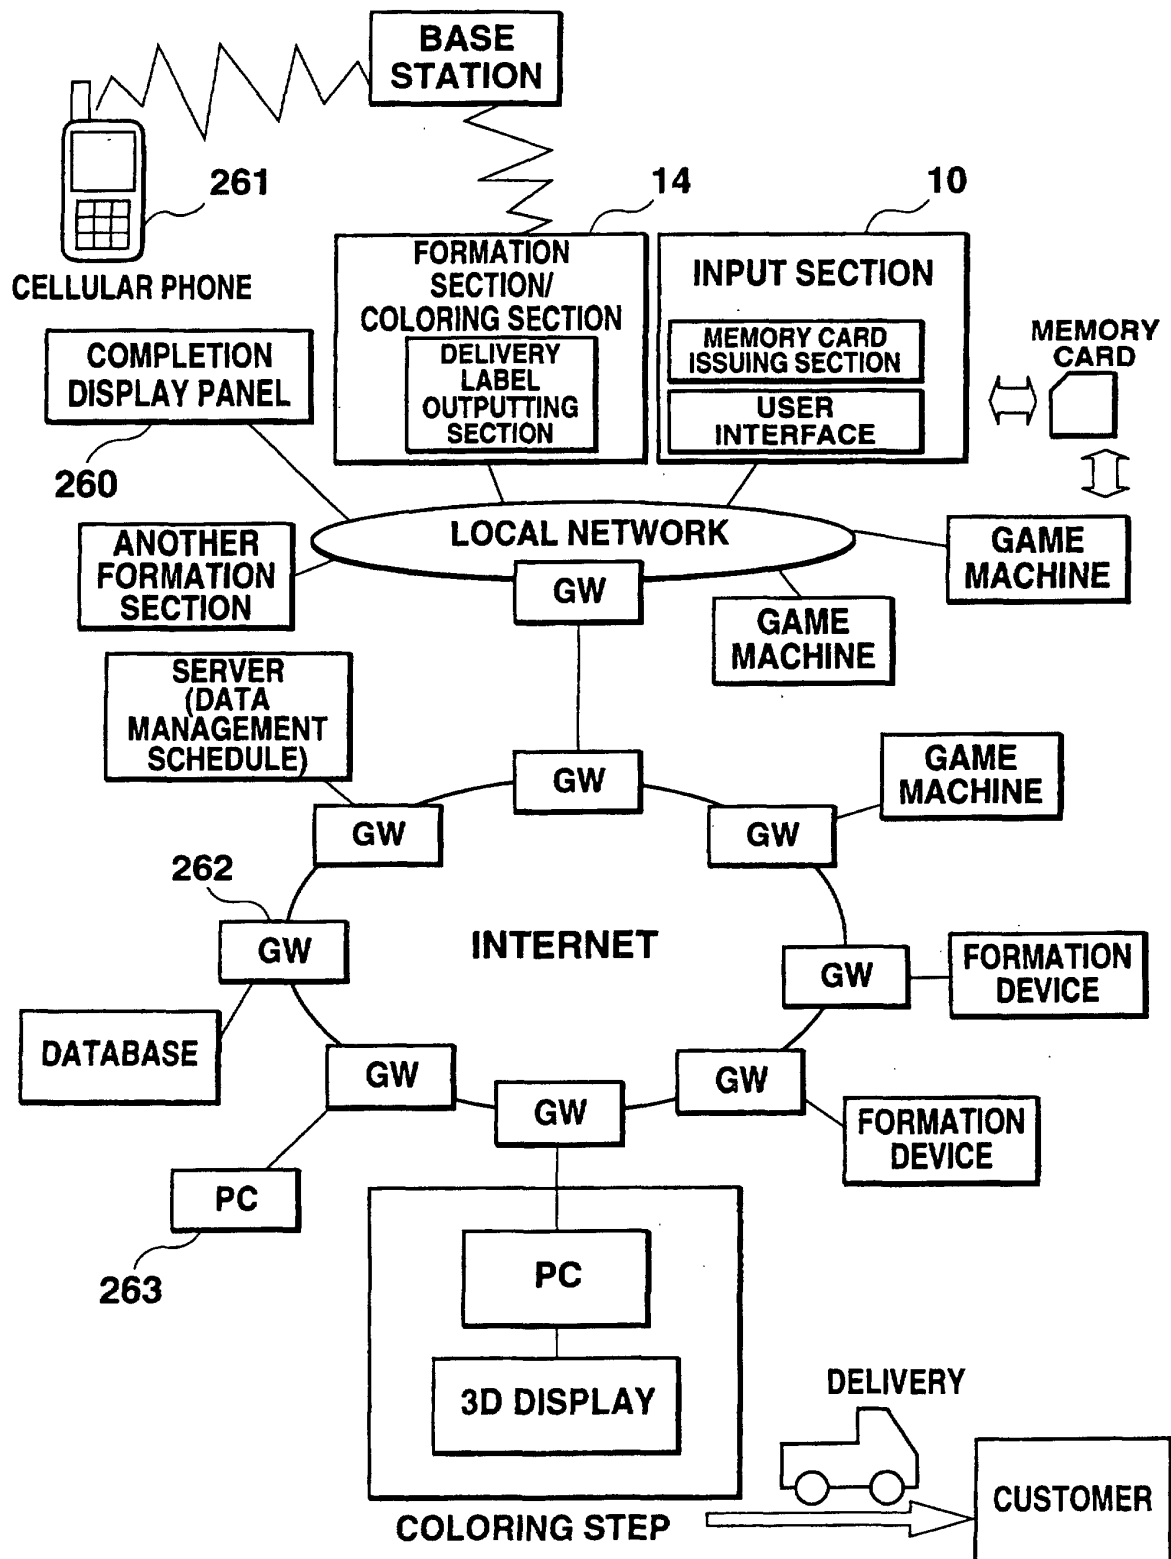 BASE
STATION
261
14
10
CELLULAR PHONE
FORMATION
SECTION/
COLORING SECTION
DELIVERY
LABEL
OUTPUTTING
SECTION
INPUT SECTION
MEMORY CARD
ISSUING SECTION
USER
INTERFACE
MEMORY
CARD
COMPLETION
DISPLAY PANEL
260
LOCAL NETWORK
GW
ANOTHER
FORMATION
SECTION
GAME
MACHINE
GAME
MACHINE
SERVER
(DATA
MANAGEMENT
SCHEDULE)
GW
GAME
MACHINE
GW
GW
262
GW
INTERNET
GW
FORMATION
DEVICE
DATABASE
GW
GW
GW
FORMATION
DEVICE
PC
263
PC
3D DISPLAY
DELIVERY
CUSTOMER
COLORING STEP